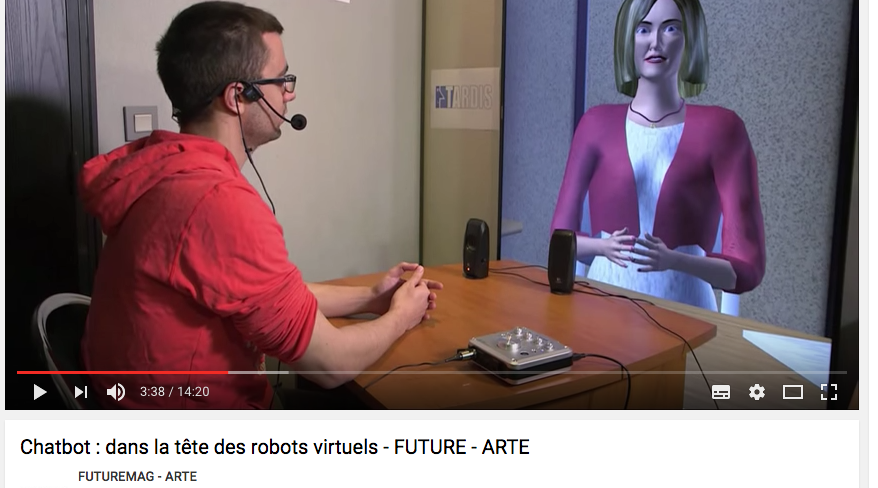 TARDIS
3:38 / 14:20
Chatbot : dans la tête des robots virtuels - FUTURE - ARTE
FUTUREMAG - ARTE